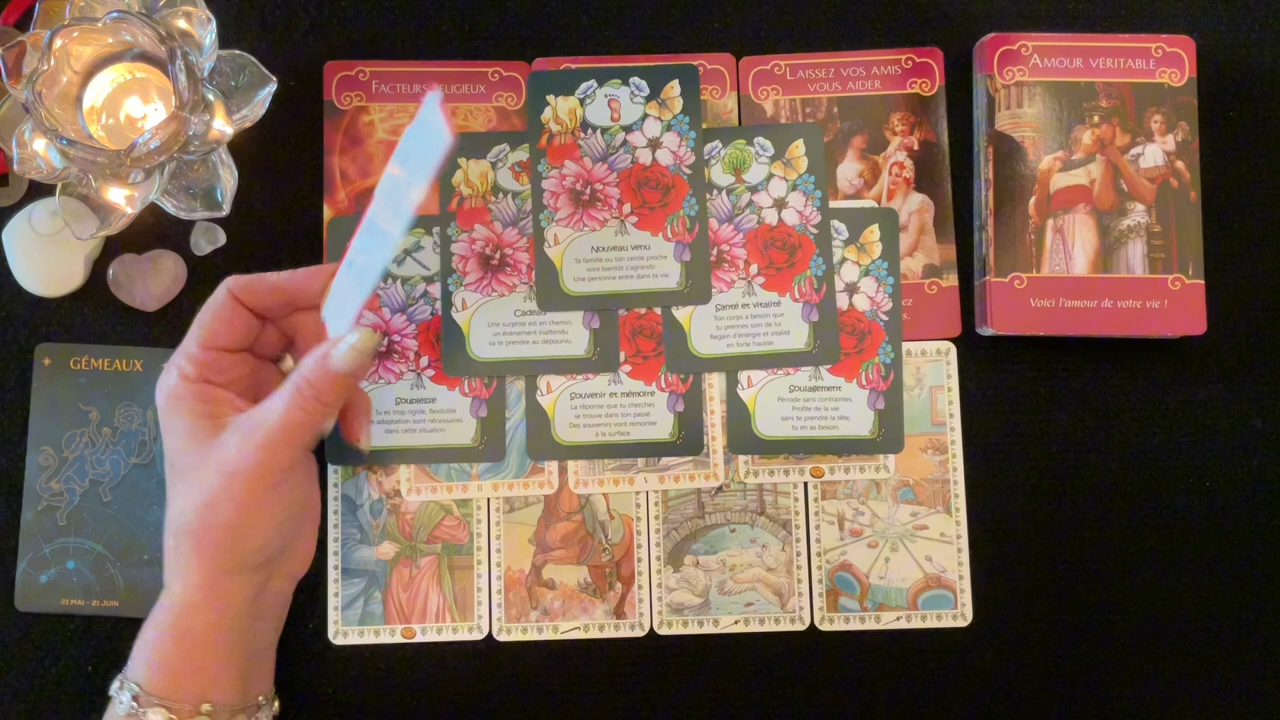 FACTEURS RELIGIEUX
LAISSEZ VOS AMIS
VOUS AIDER
AMOUR VÉRITABLE
Voici l'amour de votre vie !
Nouveau venu
Ta famille ou ton cercle proche
vont bientôt s'agrandir
Une personne entre dans ta vie.
Cadeau
Une surprise est en chemin,
un événement inattendu
va te prendre au dépourvu.
Santé et vitalité
Ton corps a besoin que
tu prennes soin de lui.
Regain d'énergie et vitalité
en forte hausse.
Souplesse
Tu es trop rigide, flexibilité
adaptation sont nécessaires
dans cette situation.
Souvenir et mémoire
La réponse que tu cherches
se trouve dans ton passé
Des souvenirs vont remonter
à la surface.
Soulagement
Période sans contraintes.
Profite de la vie
sans te prendre la tête,
tu en as besoin.
GÉMEAUX
21 MAI - 21 JUIN
II
V